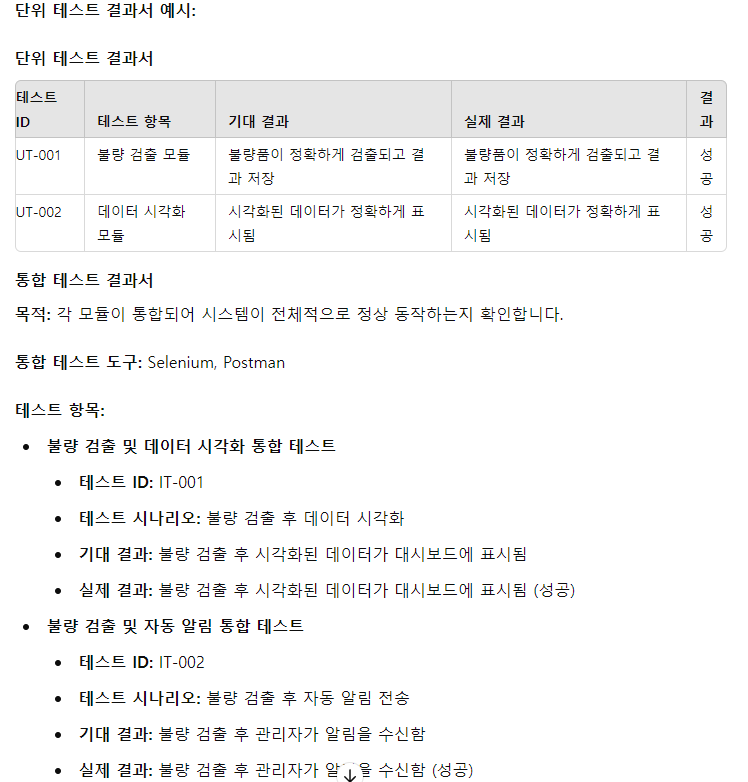 단위 테스트 결과서 예시:
단위 테스트 결과서
테스트 ID 테스트 항목 기대 결과 실제 결과 결과
UT-001 불량 검출 모듈 불량품이 정확하게 검출되고 결과 저장 불량품이 정확하게 검출되고 결과 저장 성공
UT-002 데이터 시각화 모듈 시각화된 데이터가 정확하게 표시됨 시각화된 데이터가 정확하게 표시됨 성공
통합 테스트 결과서
목적: 각 모듈이 통합되어 시스템이 전체적으로 정상 동작하는지 확인합니다.
통합 테스트 도구: Selenium, Postman
테스트 항목:
• 불량 검출 및 데이터 시각화 통합 테스트
• 테스트 ID: IT-001
• 테스트 시나리오: 불량 검출 후 데이터 시각화
• 기대 결과: 불량 검출 후 시각화된 데이터가 대시보드에 표시됨
• 실제 결과: 불량 검출 후 시각화된 데이터가 대시보드에 표시됨 (성공)
• 불량 검출 및 자동 알림 통합 테스트
• 테스트 ID: IT-002
• 테스트 시나리오: 불량 검출 후 자동 알림 전송
• 기대 결과: 불량 검출 후 관리자가 알림을 수신함
• 실제 결과: 불량 검출 후 관리자가 수신함 (성공)